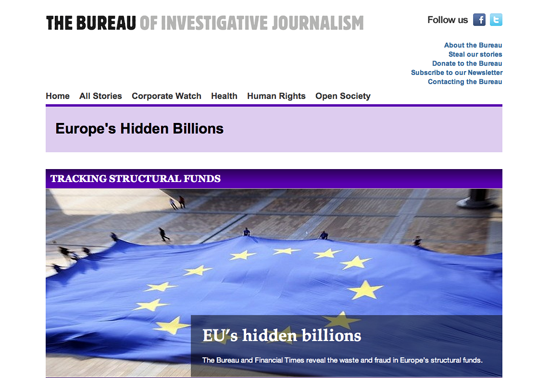 THE BUREAU OF INVESTIGATIVE JOURNALISM
Follow us
About the Bureau
Steal our stories
Donate to the Bureau
Subscribe to our Newsletter
Contacting the Bureau
Home All Stories Corporate Watch Health Human Rights Open Society
Europe's Hidden Billions
TRACKING STRUCTURAL FUNDS
EU's hidden billions
The Bureau and Financial Times reveal the waste and fraud in Europe's structural funds.